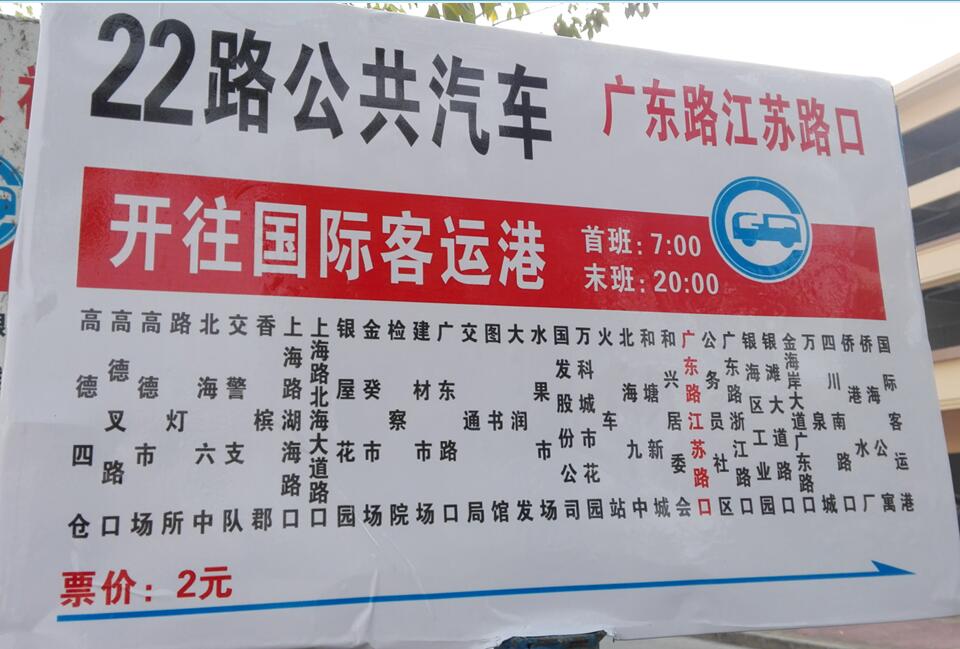 22路公共汽车
广东路江苏路口
开往国际客运港
首班:7:00
末班:20:00
高德四仓
高德叉路口
高德市场
路灯所
北海六中
交警支队
香槟郡
上海路湖海路口
上海路北海大道路口
银屋花园
金癸市场
检察院
建材市场
广东路口
交通局
图书馆
大润发
水果市场
国发股份公司
万科城市花园
火车站
北海九中
和塘新城
和兴居委会
广东路江苏路口
公务员社区
广东路浙江路口
银海区工业园
银滩大道路口
金海岸大道广东路口
万泉城
四川南路口
侨港水厂
侨海公寓
国际客运港
票价:2元